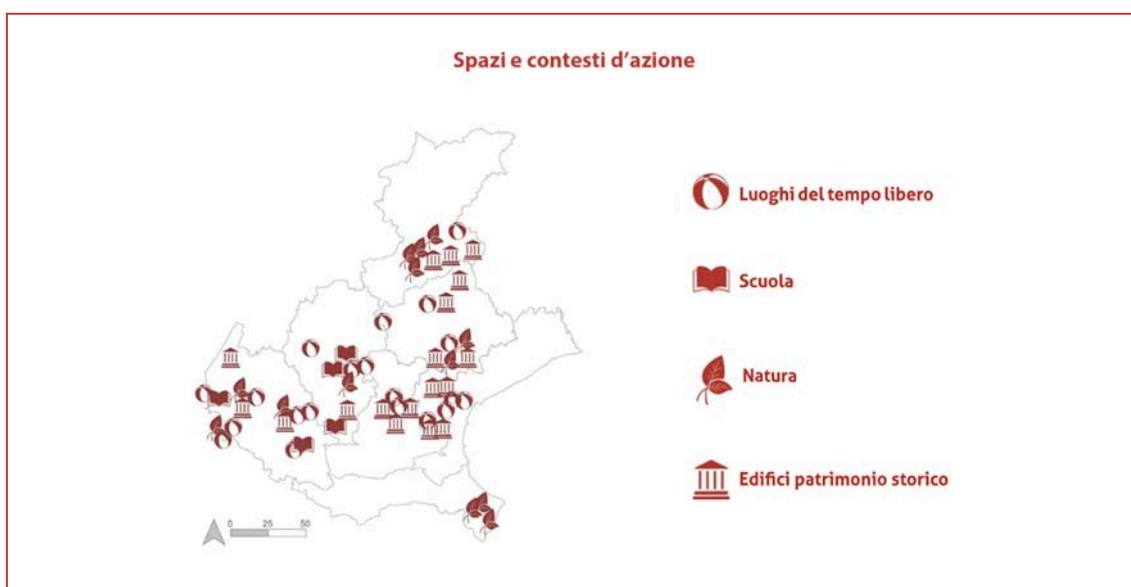 Spazi e contesti d'azione
Luoghi del tempo libero
Scuola
Natura
Edifici patrimonio storico
0 25 50